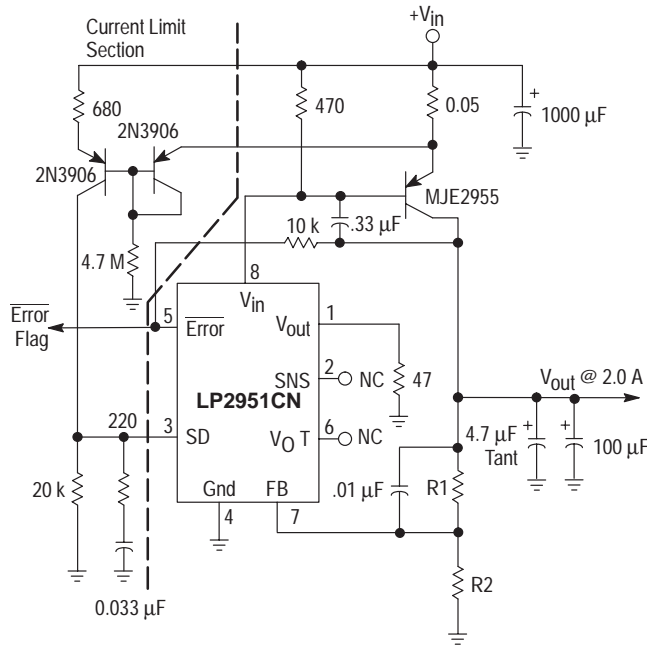 Current Limit
Section
+Vin
680
470
0.05
1000 µF
+
2N3906
2N3906
MJE2955
10 k
.33 µF
4.7 M
8
Vin
Error
Flag
5
Error
Vout
1
SNS
2
NC
47
LP2951CN
Vout @ 2.0 A
220
3
SD
VO T
6
NC
4.7 µF
Tant
+
+
100 µF
20 k
Gnd
FB
.01 µF
R1
4
7
0.033 µF
R2